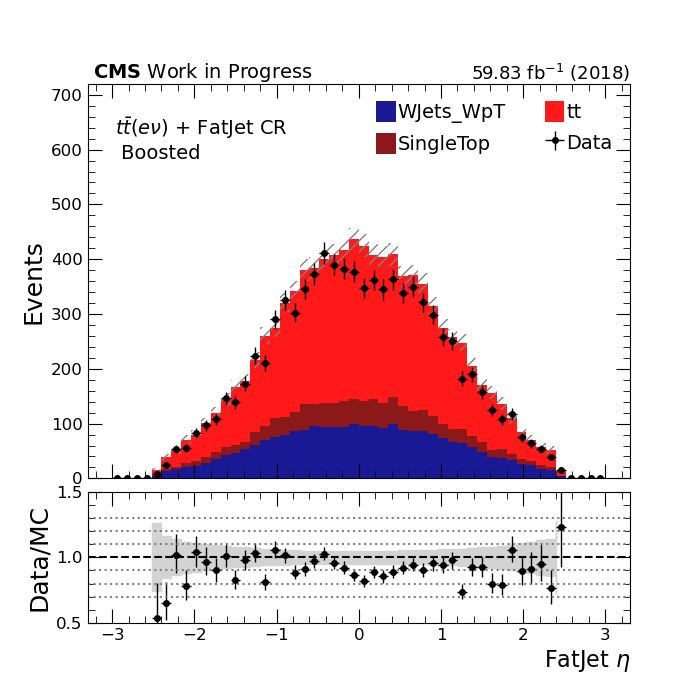 CMS Work in Progress 59.83 fb⁻¹ (2018)
700
600
500
400
300
200
100
0
Events
tt̄(eν) + FatJet CR
Boosted
WJets_WpT
tt
SingleTop
Data
1.5
1.0
0.5
Data/MC
−3 −2 −1 0 1 2 3
FatJet η